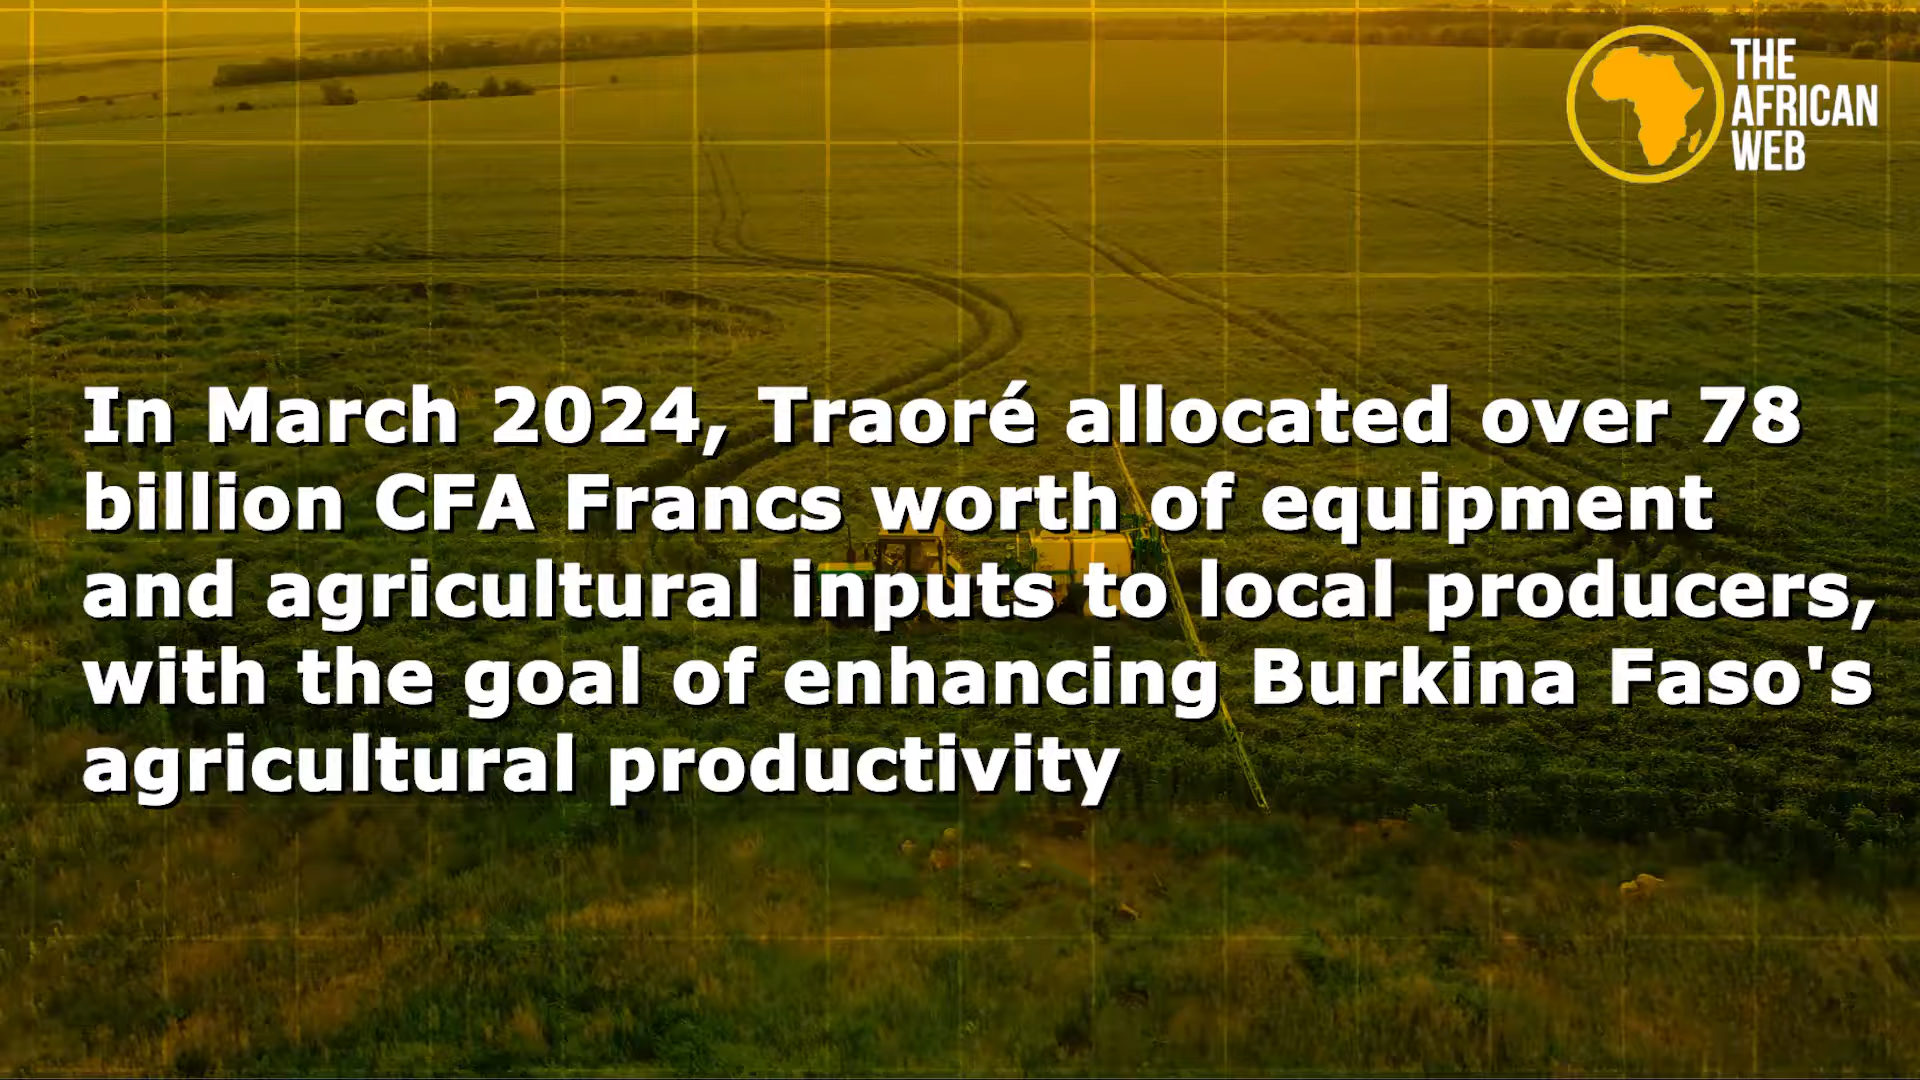 THE
AFRICAN
WEB
In March 2024, Traoré allocated over 78
billion CFA Francs worth of equipment
and agricultural inputs to local producers,
with the goal of enhancing Burkina Faso's
agricultural productivity